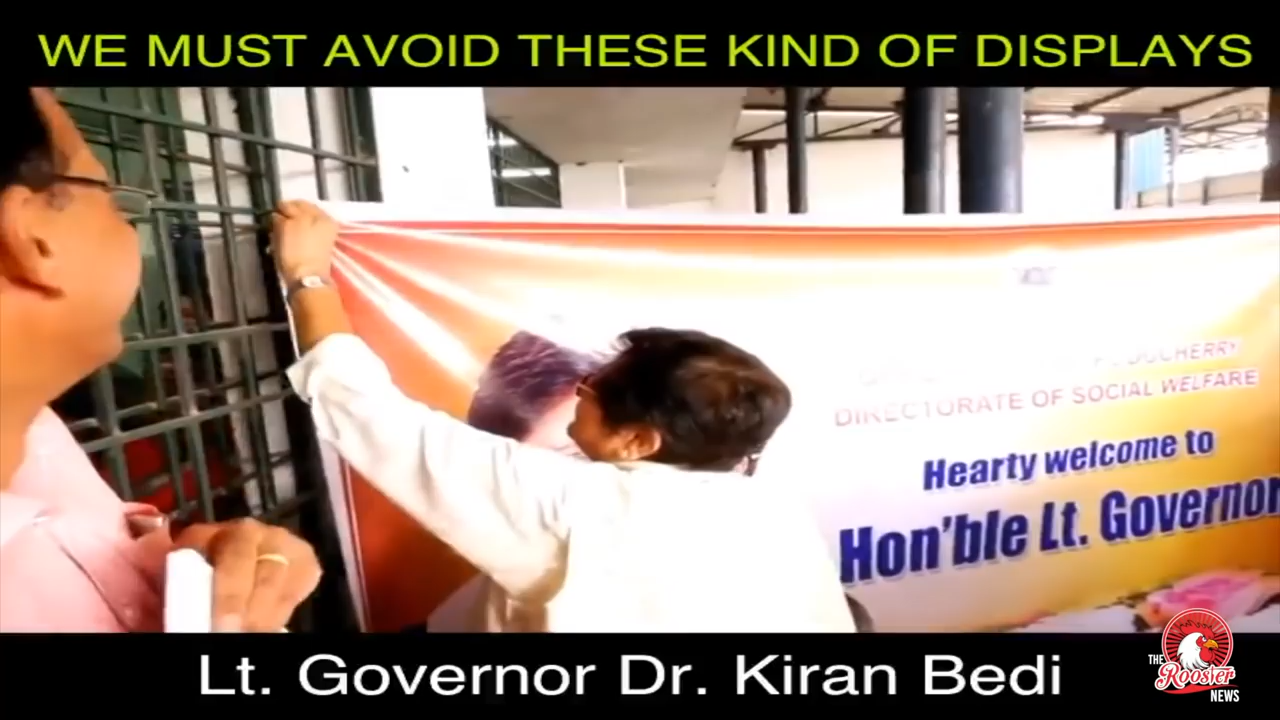 WE MUST AVOID THESE KIND OF DISPLAYS
DIRECTORATE OF SOCIAL WELFARE
Hearty welcome to
Hon'ble Lt. Governor
Lt. Governor Dr. Kiran Bedi
THE
Rooster
NEWS